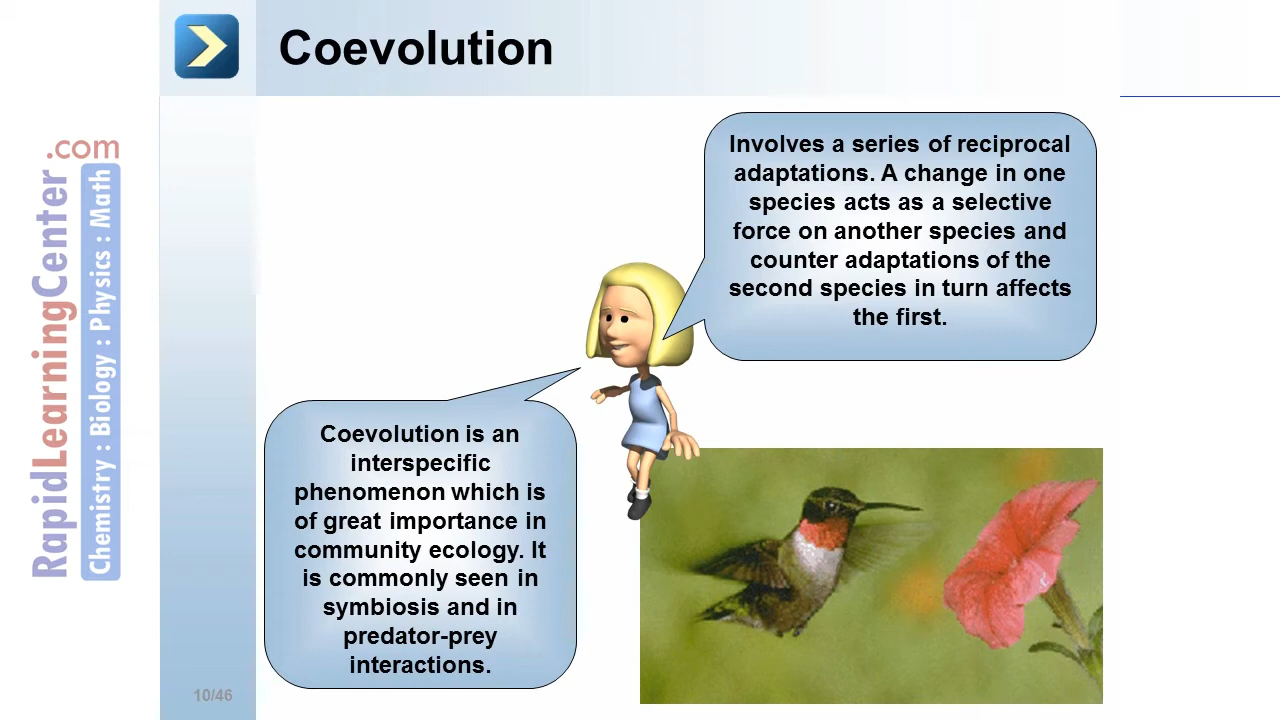 Coevolution
Involves a series of reciprocal
adaptations. A change in one
species acts as a selective
force on another species and
counter adaptations of the
second species in turn affects
the first.
Coevolution is an
interspecific
phenomenon which is
of great importance in
community ecology. It
is commonly seen in
symbiosis and in
predator-prey
interactions.
RapidLearningCenter.com
Chemistry : Biology : Physics : Math
10/46